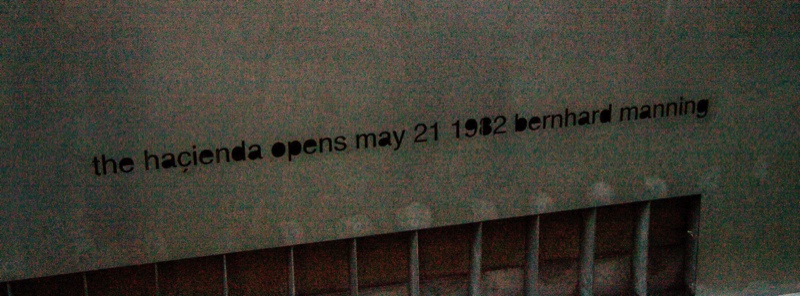 the haçienda opens may 21 1982 bernhard manning